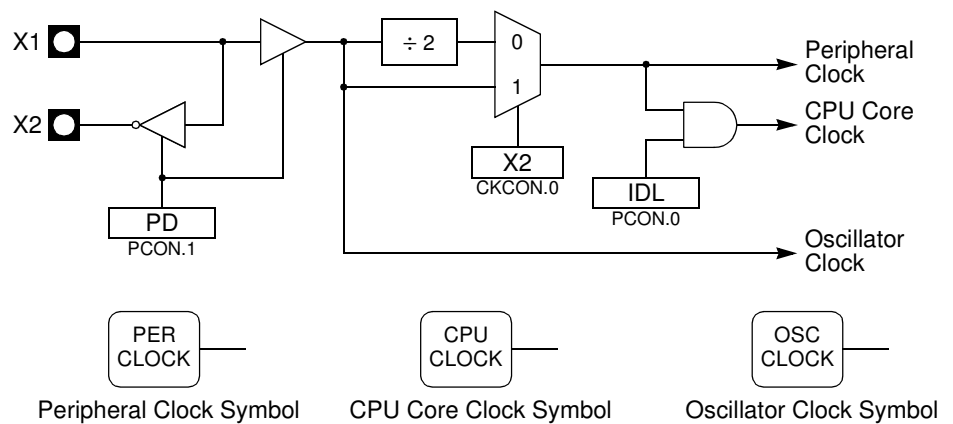 X1
÷ 2
0
1
Peripheral
Clock
X2
CPU Core
Clock
X2
CKCON.0
IDL
PCON.0
PD
PCON.1
Oscillator
Clock
PER
CLOCK
CPU
CLOCK
OSC
CLOCK
Peripheral Clock Symbol
CPU Core Clock Symbol
Oscillator Clock Symbol